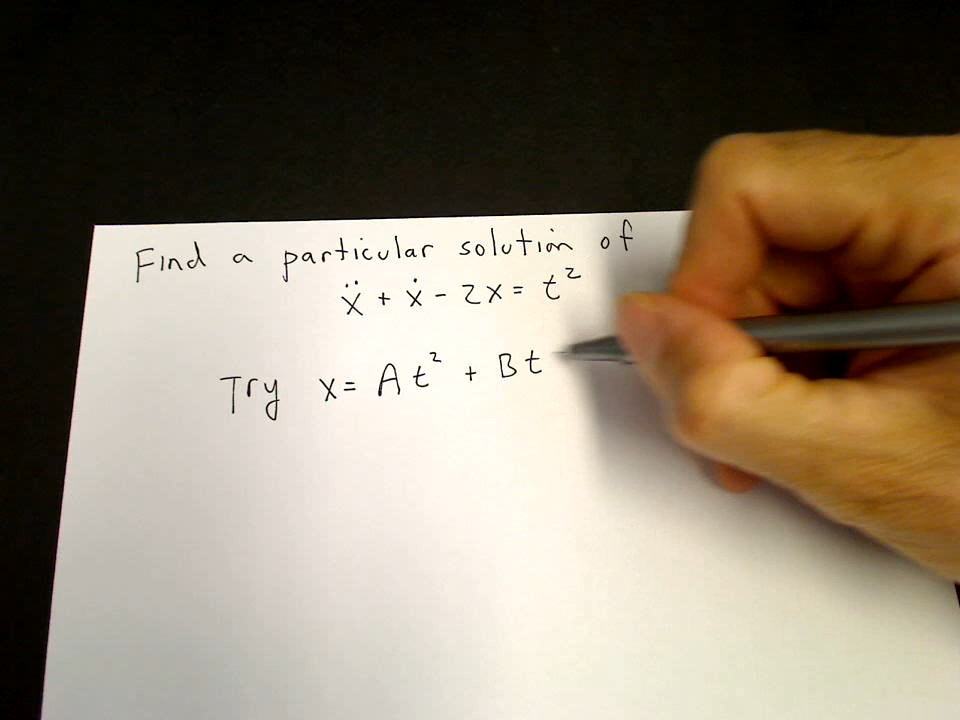 Find a particular solution of
ẍ + ẋ - 2x = t²
Try x = At² + Bt